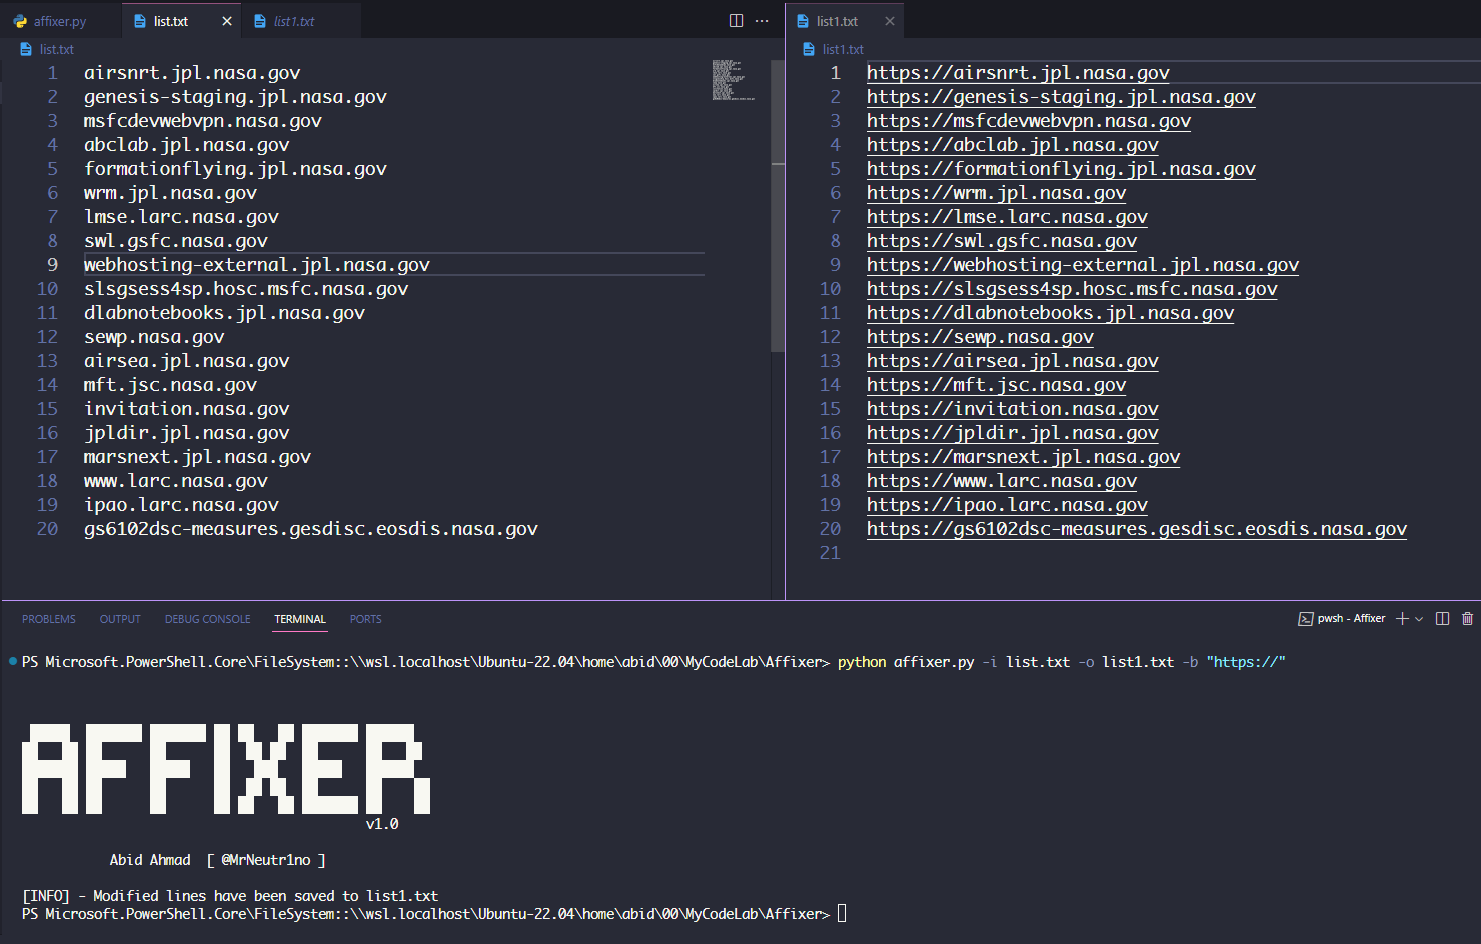 affixer.py list.txt list1.txt
list.txt
1 airsnrt.jpl.nasa.gov
2 genesis-staging.jpl.nasa.gov
3 msfcdevwebvpn.nasa.gov
4 abclab.jpl.nasa.gov
5 formationflying.jpl.nasa.gov
6 wrm.jpl.nasa.gov
7 lmse.larc.nasa.gov
8 swl.gsfc.nasa.gov
9 webhosting-external.jpl.nasa.gov
10 slsgsess4sp.hosc.msfc.nasa.gov
11 dlabnotebooks.jpl.nasa.gov
12 sewp.nasa.gov
13 airsea.jpl.nasa.gov
14 mft.jsc.nasa.gov
15 invitation.nasa.gov
16 jpldir.jpl.nasa.gov
17 marsnext.jpl.nasa.gov
18 www.larc.nasa.gov
19 ipao.larc.nasa.gov
20 gs6102dsc-measures.gesdisc.eosdis.nasa.gov
list1.txt
list1.txt
1 https://airsnrt.jpl.nasa.gov
2 https://genesis-staging.jpl.nasa.gov
3 https://msfcdevwebvpn.nasa.gov
4 https://abclab.jpl.nasa.gov
5 https://formationflying.jpl.nasa.gov
6 https://wrm.jpl.nasa.gov
7 https://lmse.larc.nasa.gov
8 https://swl.gsfc.nasa.gov
9 https://webhosting-external.jpl.nasa.gov
10 https://slsgsess4sp.hosc.msfc.nasa.gov
11 https://dlabnotebooks.jpl.nasa.gov
12 https://sewp.nasa.gov
13 https://airsea.jpl.nasa.gov
14 https://mft.jsc.nasa.gov
15 https://invitation.nasa.gov
16 https://jpldir.jpl.nasa.gov
17 https://marsnext.jpl.nasa.gov
18 https://www.larc.nasa.gov
19 https://ipao.larc.nasa.gov
20 https://gs6102dsc-measures.gesdisc.eosdis.nasa.gov
21
PROBLEMS OUTPUT DEBUG CONSOLE TERMINAL PORTS pwsh - Affixer
PS Microsoft.PowerShell.Core\FileSystem::\\wsl.localhost\Ubuntu-22.04\home\abid\00\MyCodeLab\Affixer> python affixer.py -i list.txt -o list1.txt -b "https://"
AFFIXER
v1.0
Abid Ahmad [ @MrNeutr1no ]
[INFO] - Modified lines have been saved to list1.txt
PS Microsoft.PowerShell.Core\FileSystem::\\wsl.localhost\Ubuntu-22.04\home\abid\00\MyCodeLab\Affixer>